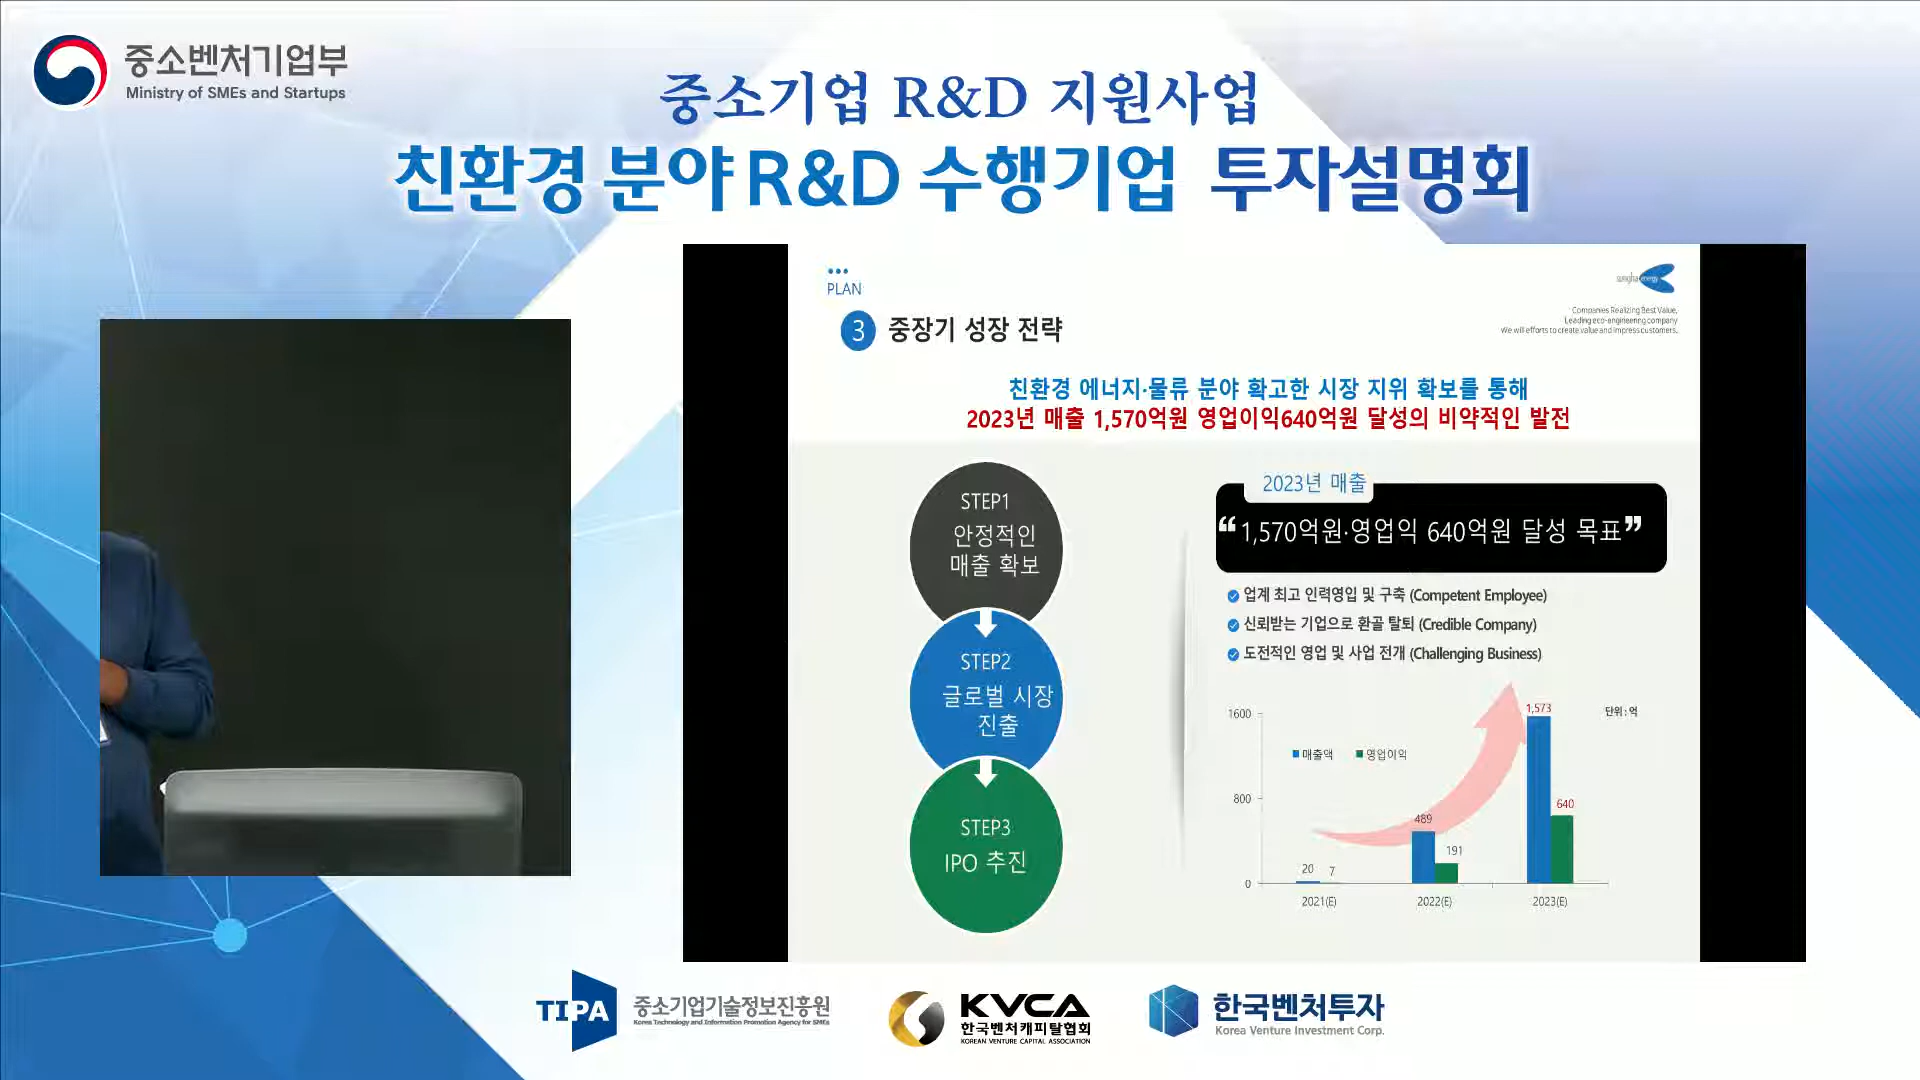 중소벤처기업부
Ministry of SMEs and Startups
중소기업 R&D 지원사업
친환경 분야 R&D 수행기업 투자설명회
PLAN
sungha energy
Companies Realizing Best Value,
Leading eco-engineering company
We will efforts to create value and impress customers.
3 중장기 성장 전략
친환경 에너지·물류 분야 확고한 시장 지위 확보를 통해
2023년 매출 1,570억원 영업이익640억원 달성의 비약적인 발전
STEP1
안정적인
매출 확보
STEP2
글로벌 시장
진출
STEP3
IPO 추진
2023년 매출
“1,570억원·영업익 640억원 달성 목표”
업계 최고 인력영입 및 구축 (Competent Employee)
신뢰받는 기업으로 환골 탈퇴 (Credible Company)
도전적인 영업 및 사업 전개 (Challenging Business)
단위 : 억
매출액 영업이익
1600
800
0
20 7
489 191
1,573 640
2021(E) 2022(E) 2023(E)
TIPA 중소기업기술정보진흥원
Korea Technology and Information Promotion Agency for SMEs
KVCA
한국벤처캐피탈협회
KOREAN VENTURE CAPITAL ASSOCIATION
한국벤처투자
Korea Venture Investment Corp.